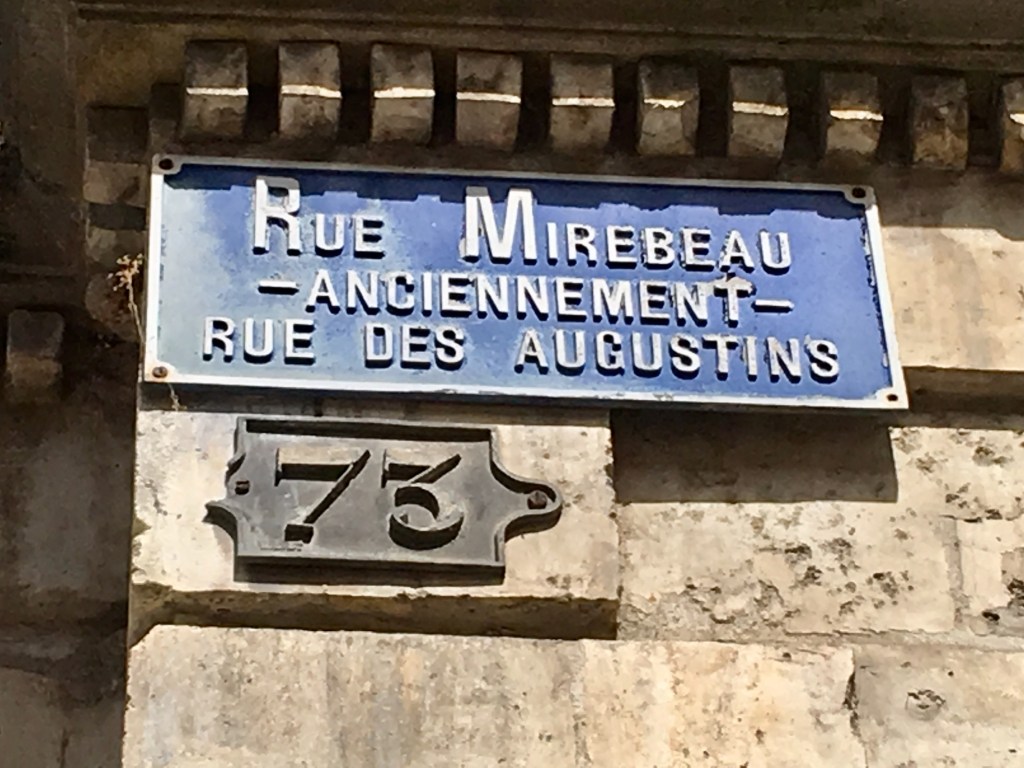 RUE MIREBEAU
-ANCIENNEMENT-
RUE DES AUGUSTINS
73